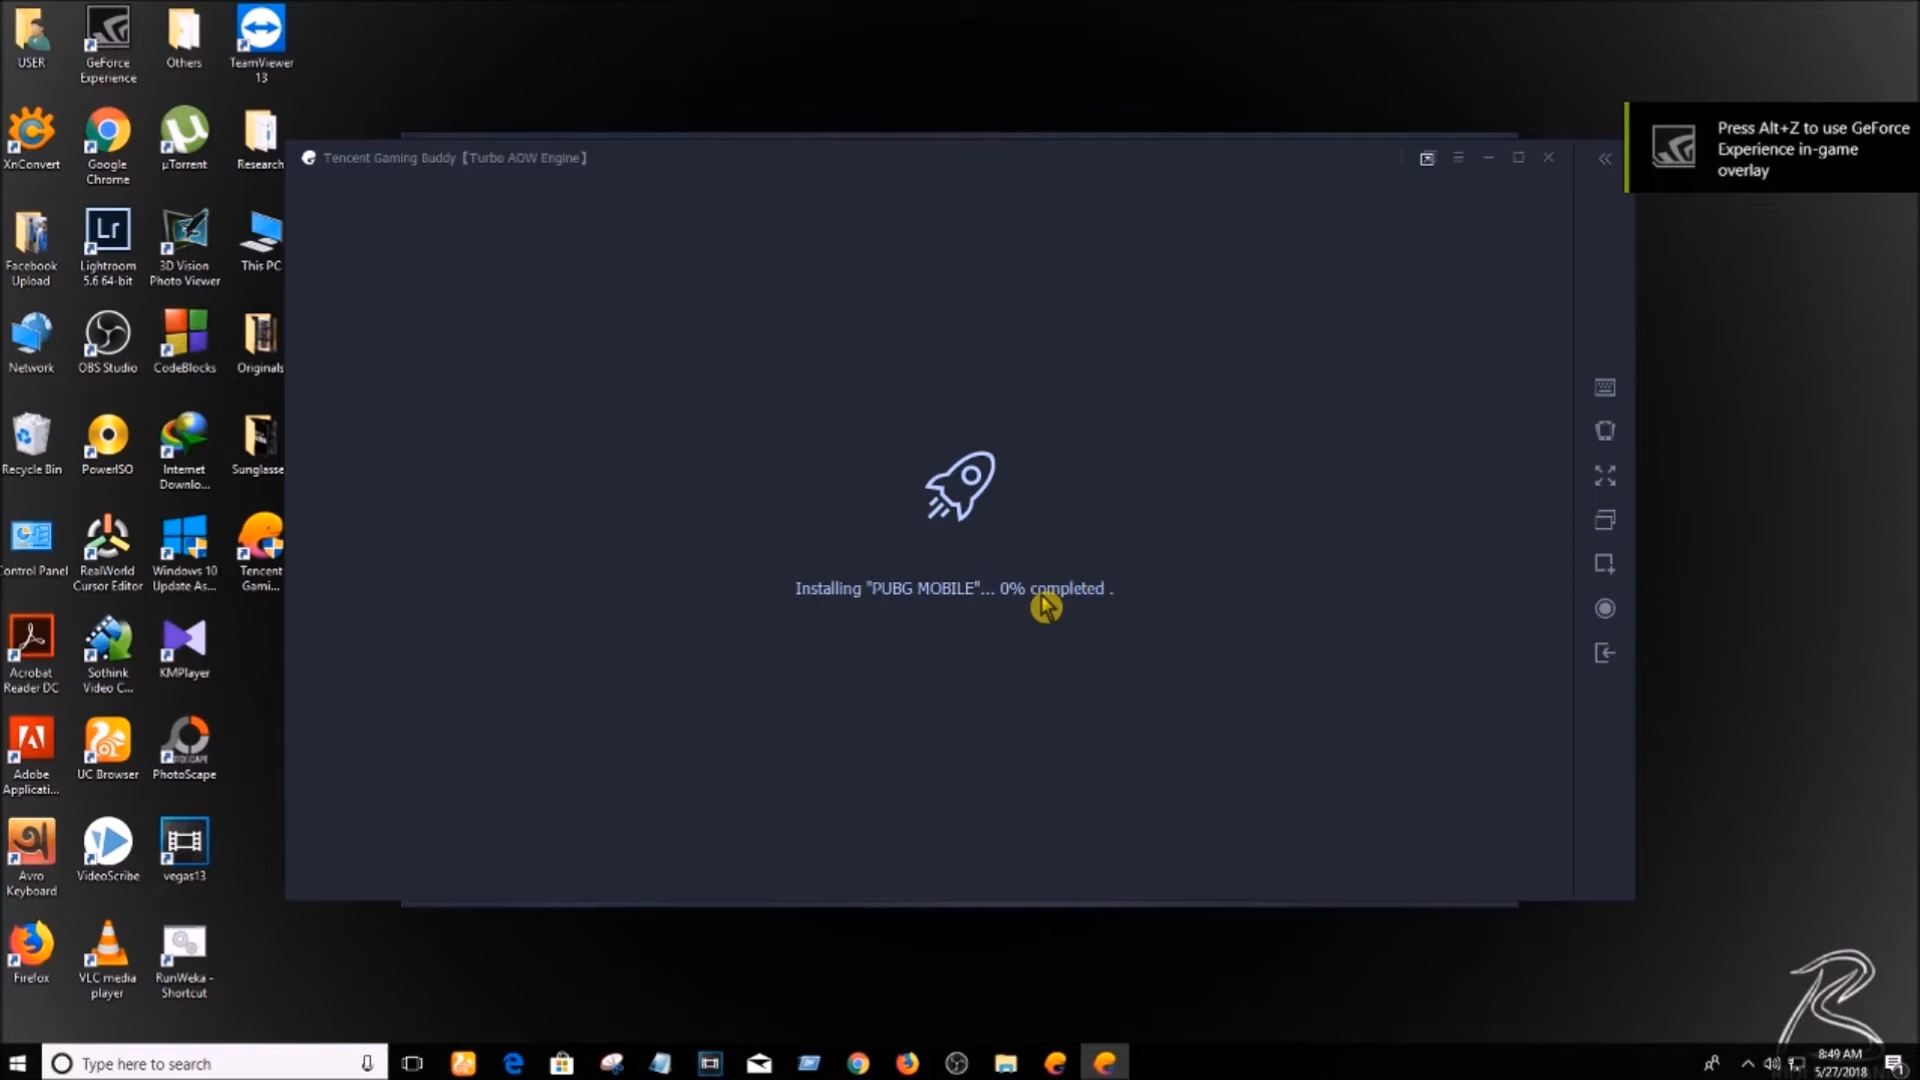 USER
GeForce
Experience
Others
TeamViewer
13
XnConvert
Google
Chrome
µTorrent
Research
Facebook
Upload
Lightroom
5.6 64-bit
3D Vision
Photo Viewer
This PC
Network
OBS Studio
CodeBlocks
Originals
Recycle Bin
PowerISO
Internet
Downlo...
Sunglasse
ontrol Panel
RealWorld
Cursor Editor
Windows 10
Update As...
Tencent
Gami...
Acrobat
Reader DC
Sothink
Video C...
KMPlayer
Adobe
Applicati...
UC Browser
PhotoScape
Avro
Keyboard
VideoScribe
vegas13
Firefox
VLC media
player
RunWeka -
Shortcut
Tencent Gaming Buddy【Turbo AOW Engine】
Installing "PUBG MOBILE"... 0% completed .
Press Alt+Z to use GeForce
Experience in-game
overlay
Type here to search
8:49 AM
5/27/2018